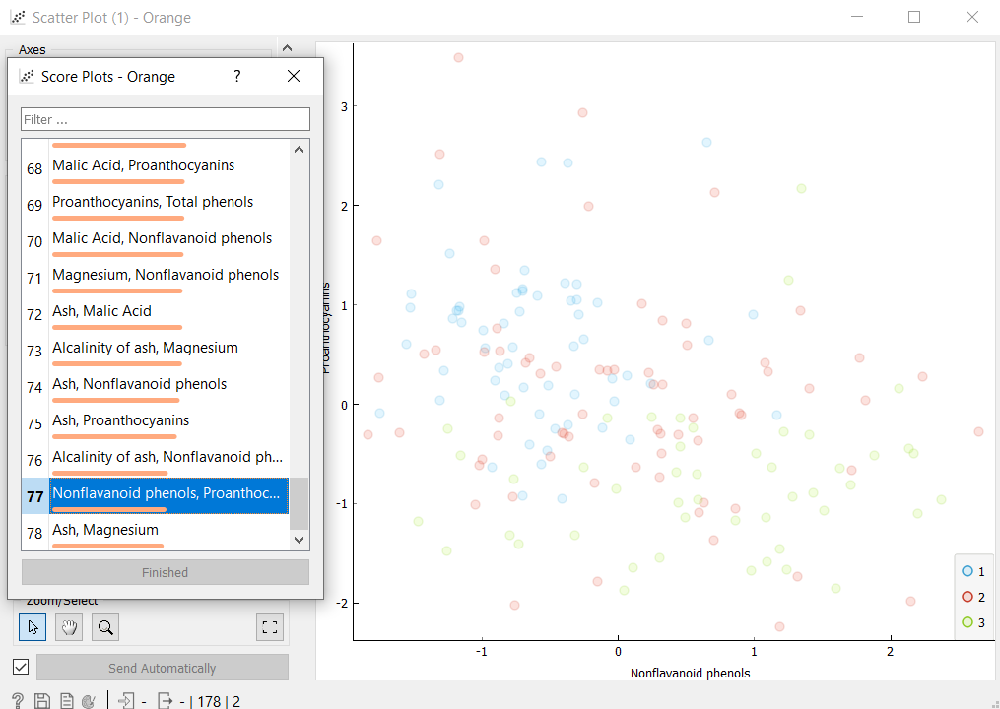 Scatter Plot (1) - Orange
Axes
Score Plots - Orange
?
Filter ...
68 Malic Acid, Proanthocyanins
69 Proanthocyanins, Total phenols
70 Malic Acid, Nonflavanoid phenols
71 Magnesium, Nonflavanoid phenols
72 Ash, Malic Acid
73 Alcalinity of ash, Magnesium
74 Ash, Nonflavanoid phenols
75 Ash, Proanthocyanins
76 Alcalinity of ash, Nonflavanoid ph...
77 Nonflavanoid phenols, Proanthoc...
78 Ash, Magnesium
Finished
Zoom/Select
Send Automatically
? - - | 178 | 2
Proanthocyanins
3
2
1
0
-1
-2
-1 0 1 2
Nonflavanoid phenols
1
2
3